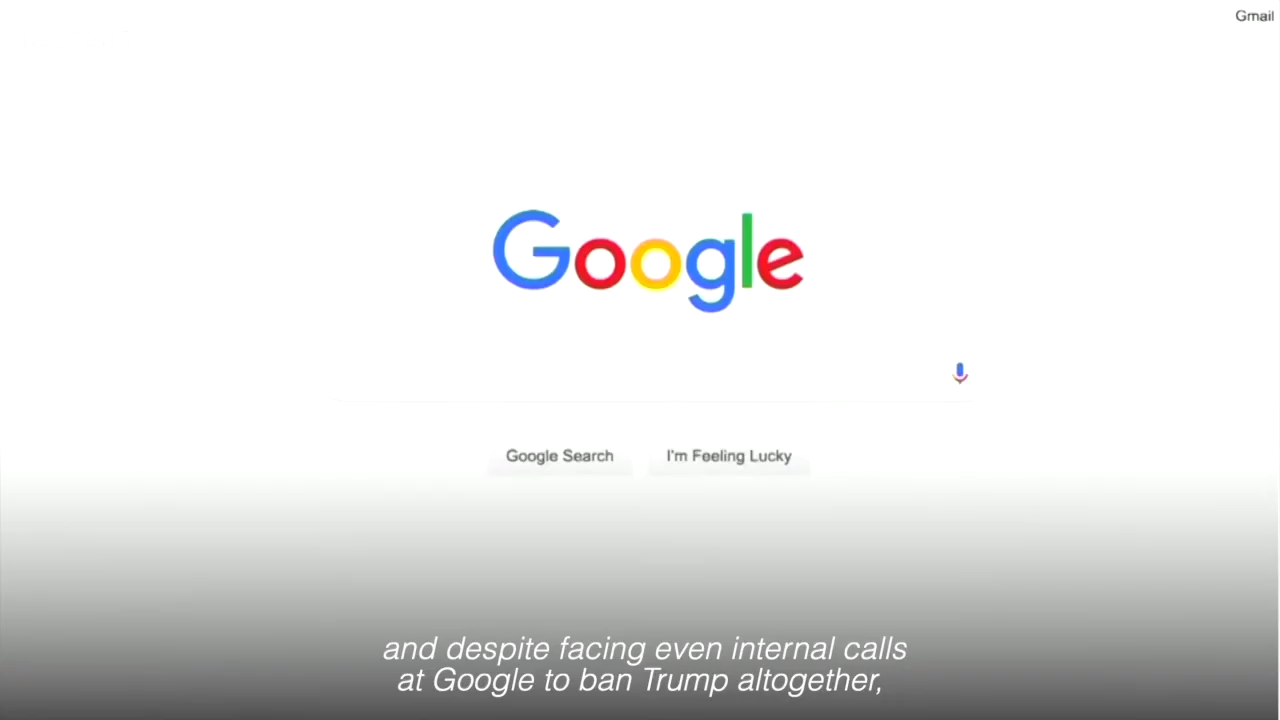 Gmail
Google
Google Search
I'm Feeling Lucky
and despite facing even internal calls
at Google to ban Trump altogether,